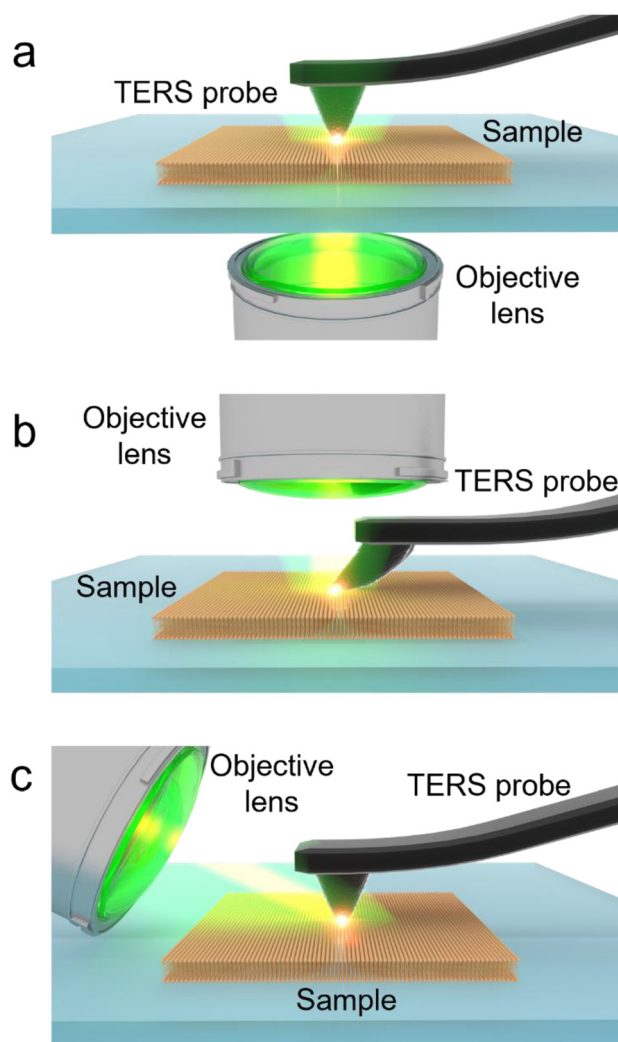 a
TERS probe
Sample
Objective
lens
b
Objective
lens
TERS probe
Sample
c
Objective
lens
TERS probe
Sample